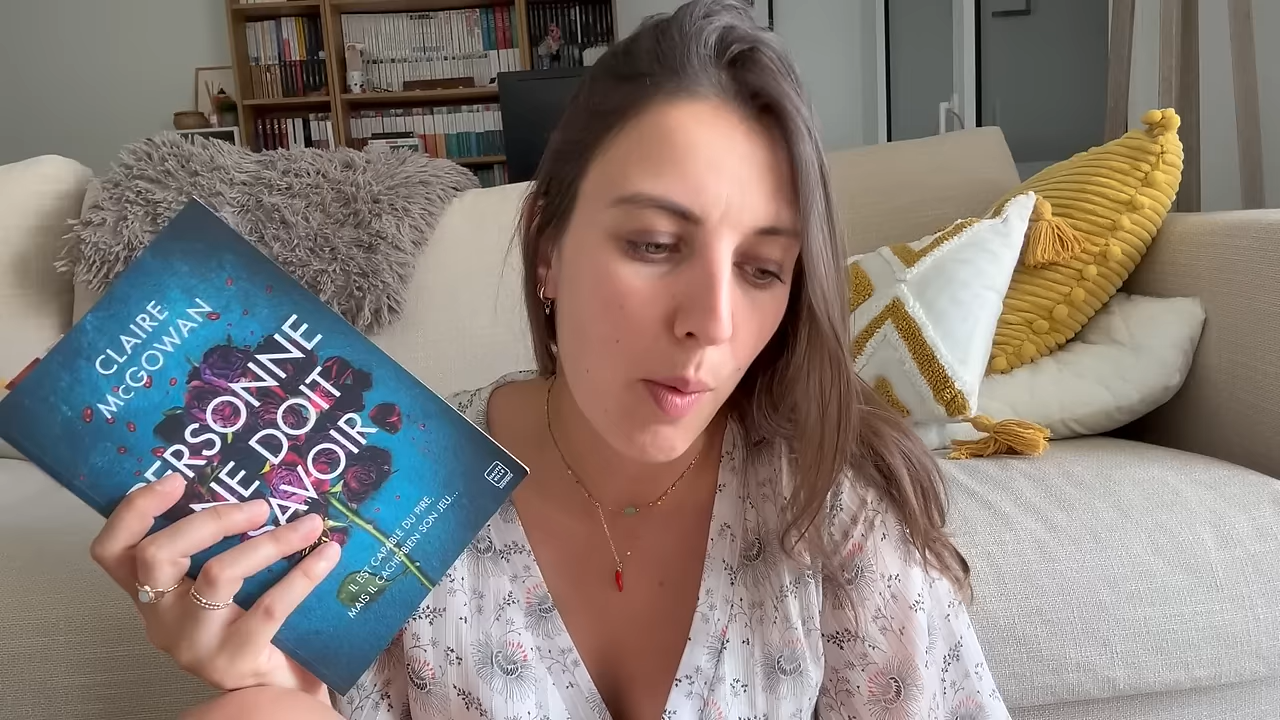 CLAIRE
McGOWAN
PERSONNE
NE DOIT
SAVOIR
IL EST CAPABLE DU PIRE,
MAIS IL CACHE BIEN SON JEU...